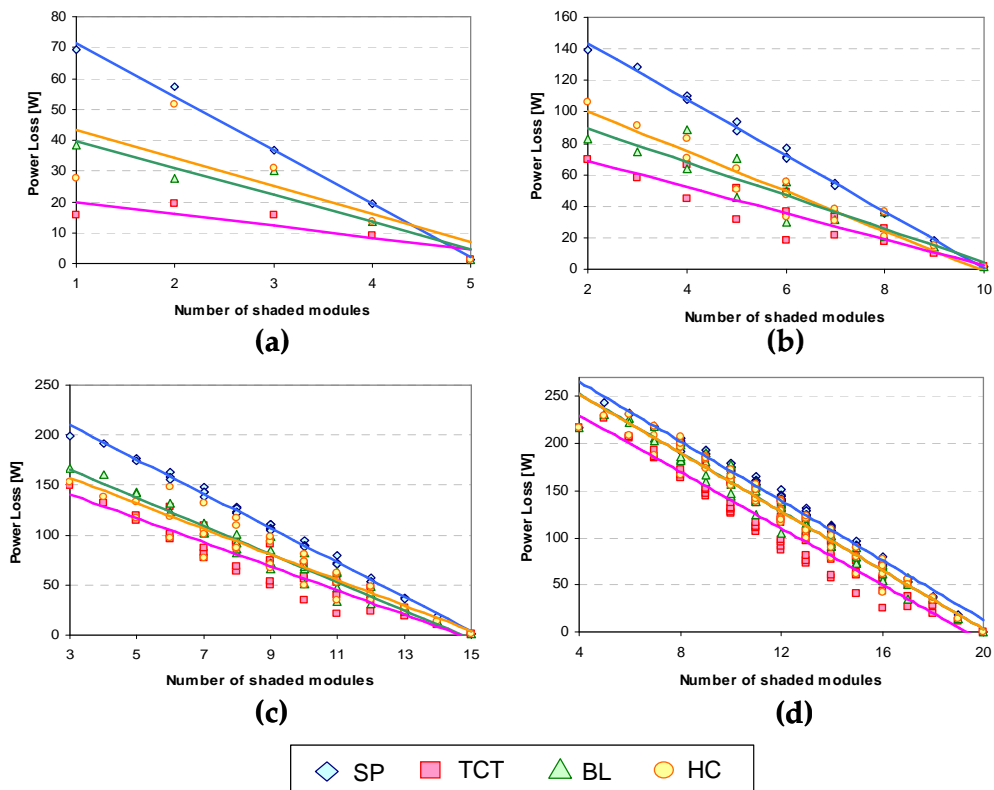 80
70
60
50
40
30
20
10
0
Power Loss [W]
1 2 3 4 5
Number of shaded modules
(a)
160
140
120
100
80
60
40
20
0
Power Loss [W]
2 4 6 8 10
Number of shaded modules
(b)
250
200
150
100
50
0
Power Loss [W]
3 5 7 9 11 13 15
Number of shaded modules
(c)
250
200
150
100
50
0
Power Loss [W]
4 8 12 16 20
Number of shaded modules
(d)
SP TCT BL HC